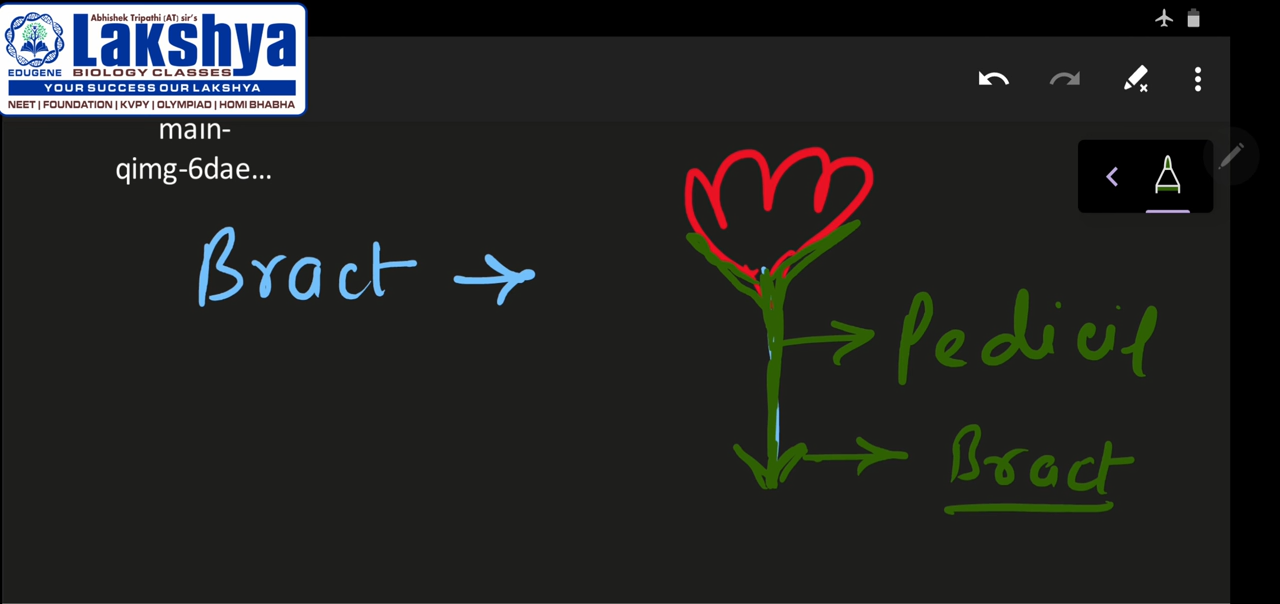 Abhishek Tripathi (AT) sir's
Lakshya
EDUGENE BIOLOGY CLASSES
YOUR SUCCESS OUR LAKSHYA
NEET | FOUNDATION | KVPY | OLYMPIAD | HOMI BHABHA
main-
qimg-6dae...
Bract →
→ Pedicil
→ Bract